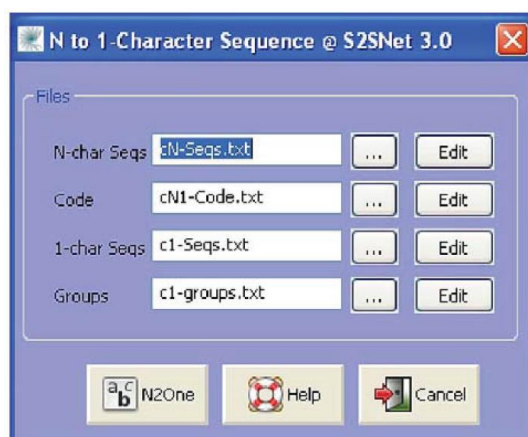 N to 1-Character Sequence @ S2SNet 3.0
Files
N-char Seqs cN-Seqs.txt ... Edit
Code cN1-Code.txt ... Edit
1-char Seqs c1-Seqs.txt ... Edit
Groups c1-groups.txt ... Edit
abc N2One Help Cancel